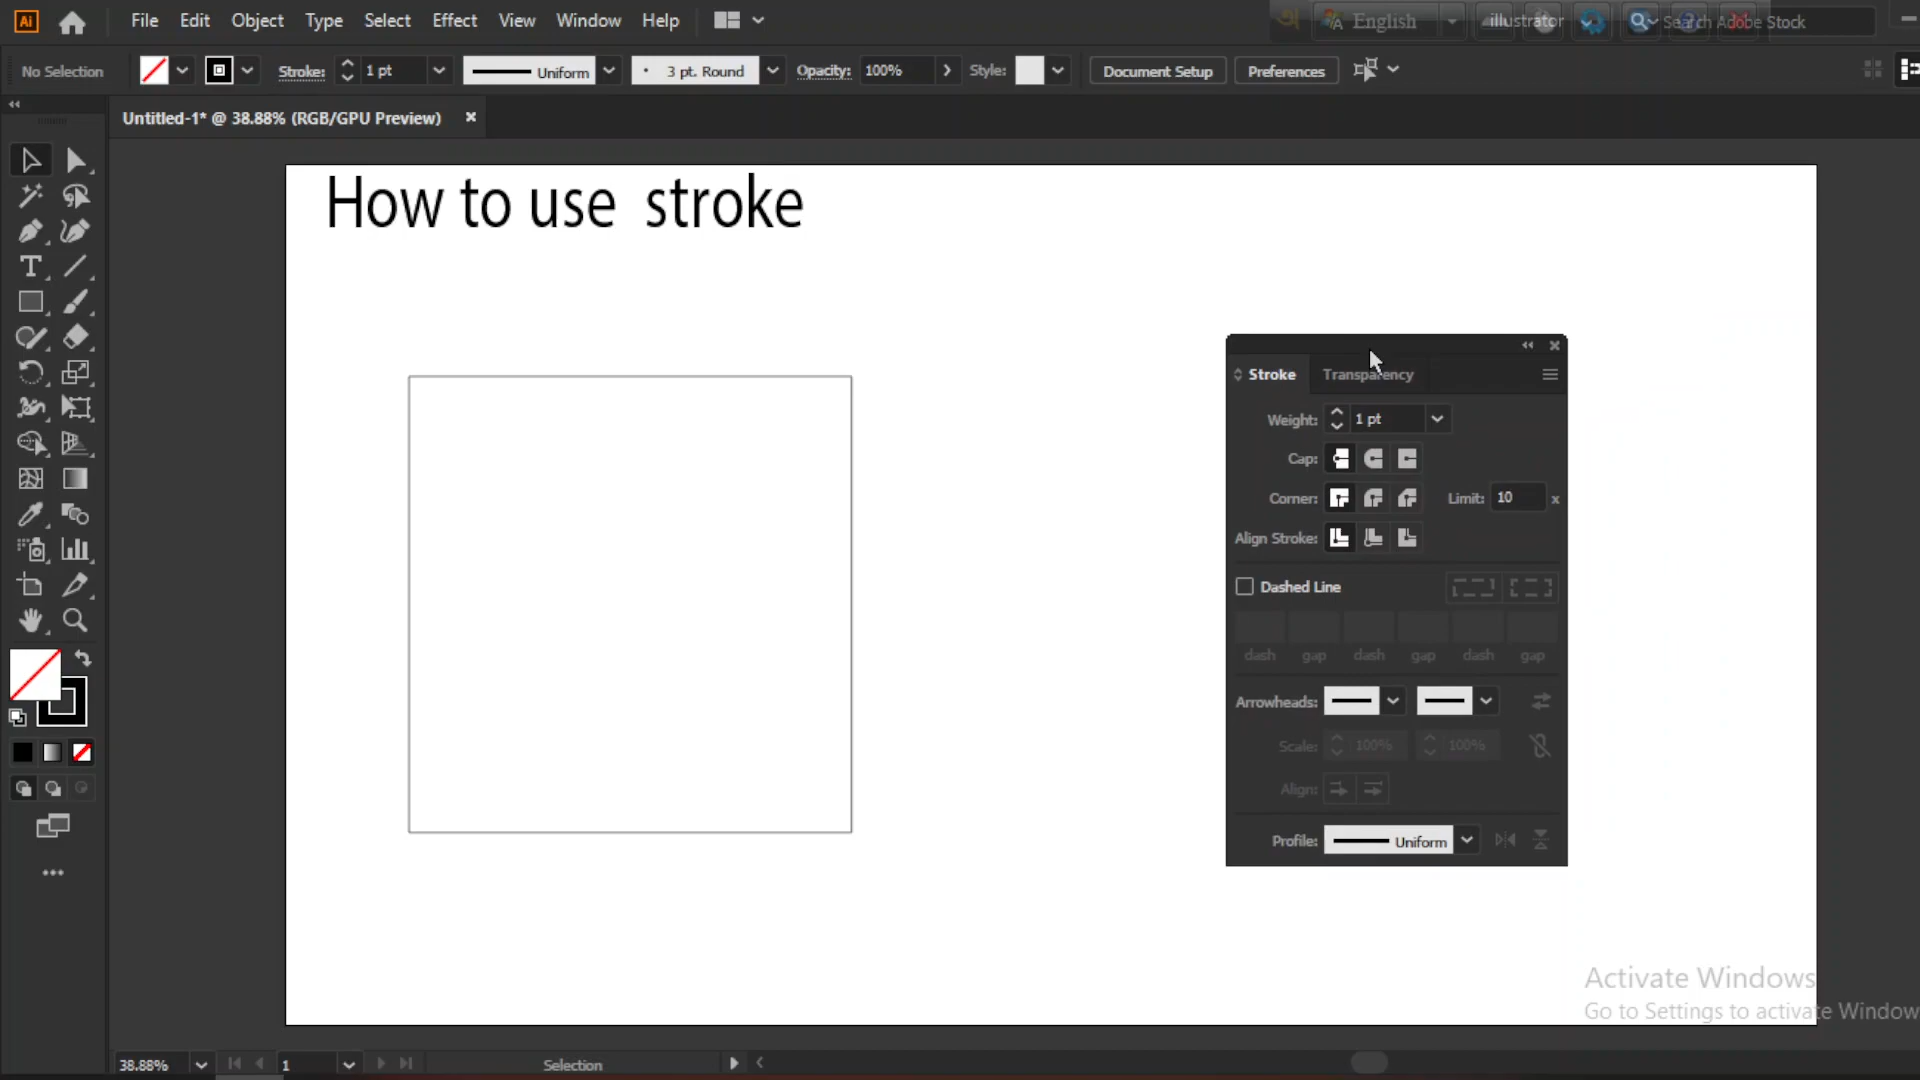 Ai File Edit Object Type Select Effect View Window Help English illustrator Search Adobe Stock
No Selection Stroke: 1 pt Uniform 3 pt. Round Opacity: 100% Style: Document Setup Preferences
Untitled-1* @ 38.88% (RGB/GPU Preview)
How to use stroke
Stroke Transparency
Weight: 1 pt
Cap:
Corner: Limit: 10 x
Align Stroke:
Dashed Line
dash gap dash gap dash gap
Arrowheads:
Scale: 100% 100%
Align:
Profile: Uniform
Activate Windows
Go to Settings to activate Window
38.88% 1 Selection